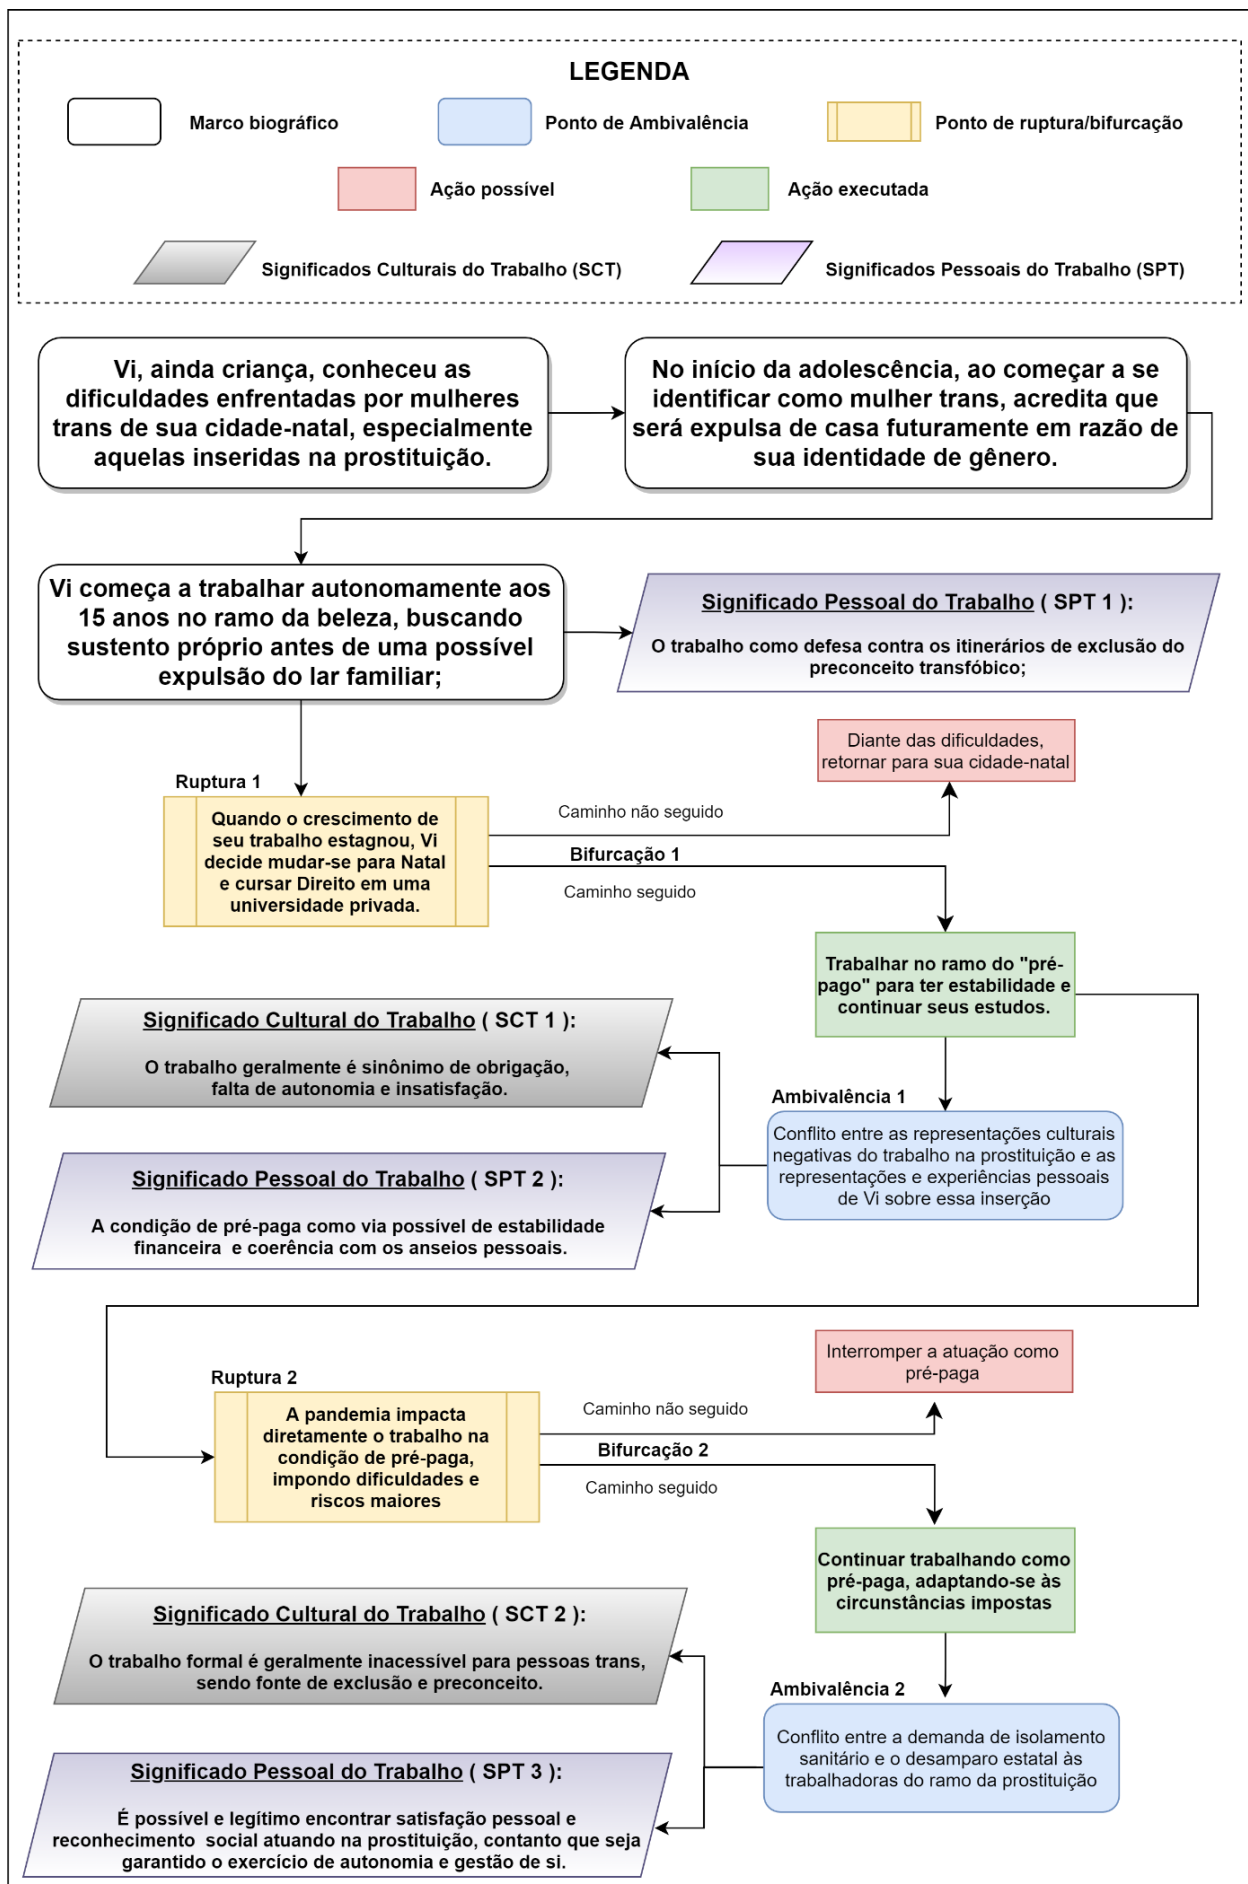 LEGENDA
Marco biográfico
Ponto de Ambivalência
Ponto de ruptura/bifurcação
Ação possível
Ação executada
Significados Culturais do Trabalho (SCT)
Significados Pessoais do Trabalho (SPT)
Vi, ainda criança, conheceu as
dificuldades enfrentadas por mulheres
trans de sua cidade-natal, especialmente
aquelas inseridas na prostituição.
No início da adolescência, ao começar a se
identificar como mulher trans, acredita que
será expulsa de casa futuramente em razão de
sua identidade de gênero.
Vi começa a trabalhar autonomamente aos
15 anos no ramo da beleza, buscando
sustento próprio antes de uma possível
expulsão do lar familiar;
Significado Pessoal do Trabalho ( SPT 1 ):
O trabalho como defesa contra os itinerários de exclusão do
preconceito transfóbico;
Diante das dificuldades,
retornar para sua cidade-natal
Ruptura 1
Quando o crescimento de
seu trabalho estagnou, Vi
decide mudar-se para Natal
e cursar Direito em uma
universidade privada.
Caminho não seguido
Bifurcação 1
Caminho seguido
Trabalhar no ramo do "pré-
pago" para ter estabilidade e
continuar seus estudos.
Significado Cultural do Trabalho ( SCT 1 ):
O trabalho geralmente é sinônimo de obrigação,
falta de autonomia e insatisfação.
Ambivalência 1
Conflito entre as representações culturais
negativas do trabalho na prostituição e as
representações e experiências pessoais
de Vi sobre essa inserção
Significado Pessoal do Trabalho ( SPT 2 ):
A condição de pré-paga como via possível de estabilidade
financeira e coerência com os anseios pessoais.
Interromper a atuação como
pré-paga
Ruptura 2
A pandemia impacta
diretamente o trabalho na
condição de pré-paga,
impondo dificuldades e
riscos maiores
Caminho não seguido
Bifurcação 2
Caminho seguido
Continuar trabalhando como
pré-paga, adaptando-se às
circunstâncias impostas
Significado Cultural do Trabalho ( SCT 2 ):
O trabalho formal é geralmente inacessível para pessoas trans,
sendo fonte de exclusão e preconceito.
Ambivalência 2
Conflito entre a demanda de isolamento
sanitário e o desamparo estatal às
trabalhadoras do ramo da prostituição
Significado Pessoal do Trabalho ( SPT 3 ):
É possível e legítimo encontrar satisfação pessoal e
reconhecimento social atuando na prostituição, contanto que seja
garantido o exercício de autonomia e gestão de si.